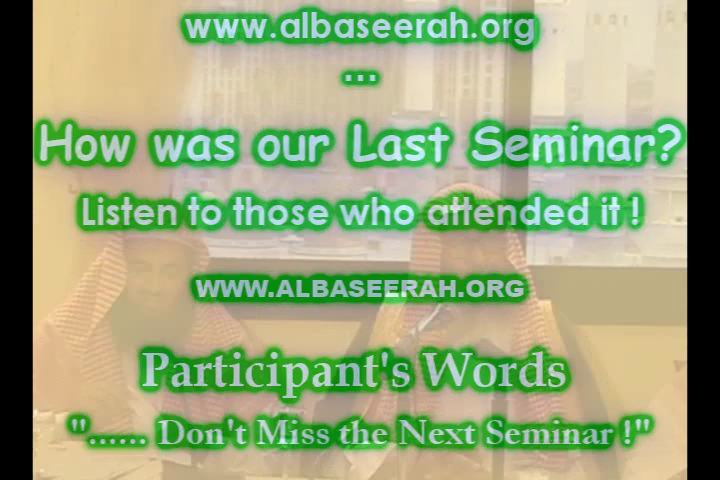 www.albaseerah.org
...
How was our Last Seminar?
Listen to those who attended it !
WWW.ALBASEERAH.ORG
Participant's Words
"...... Don't Miss the Next Seminar !"